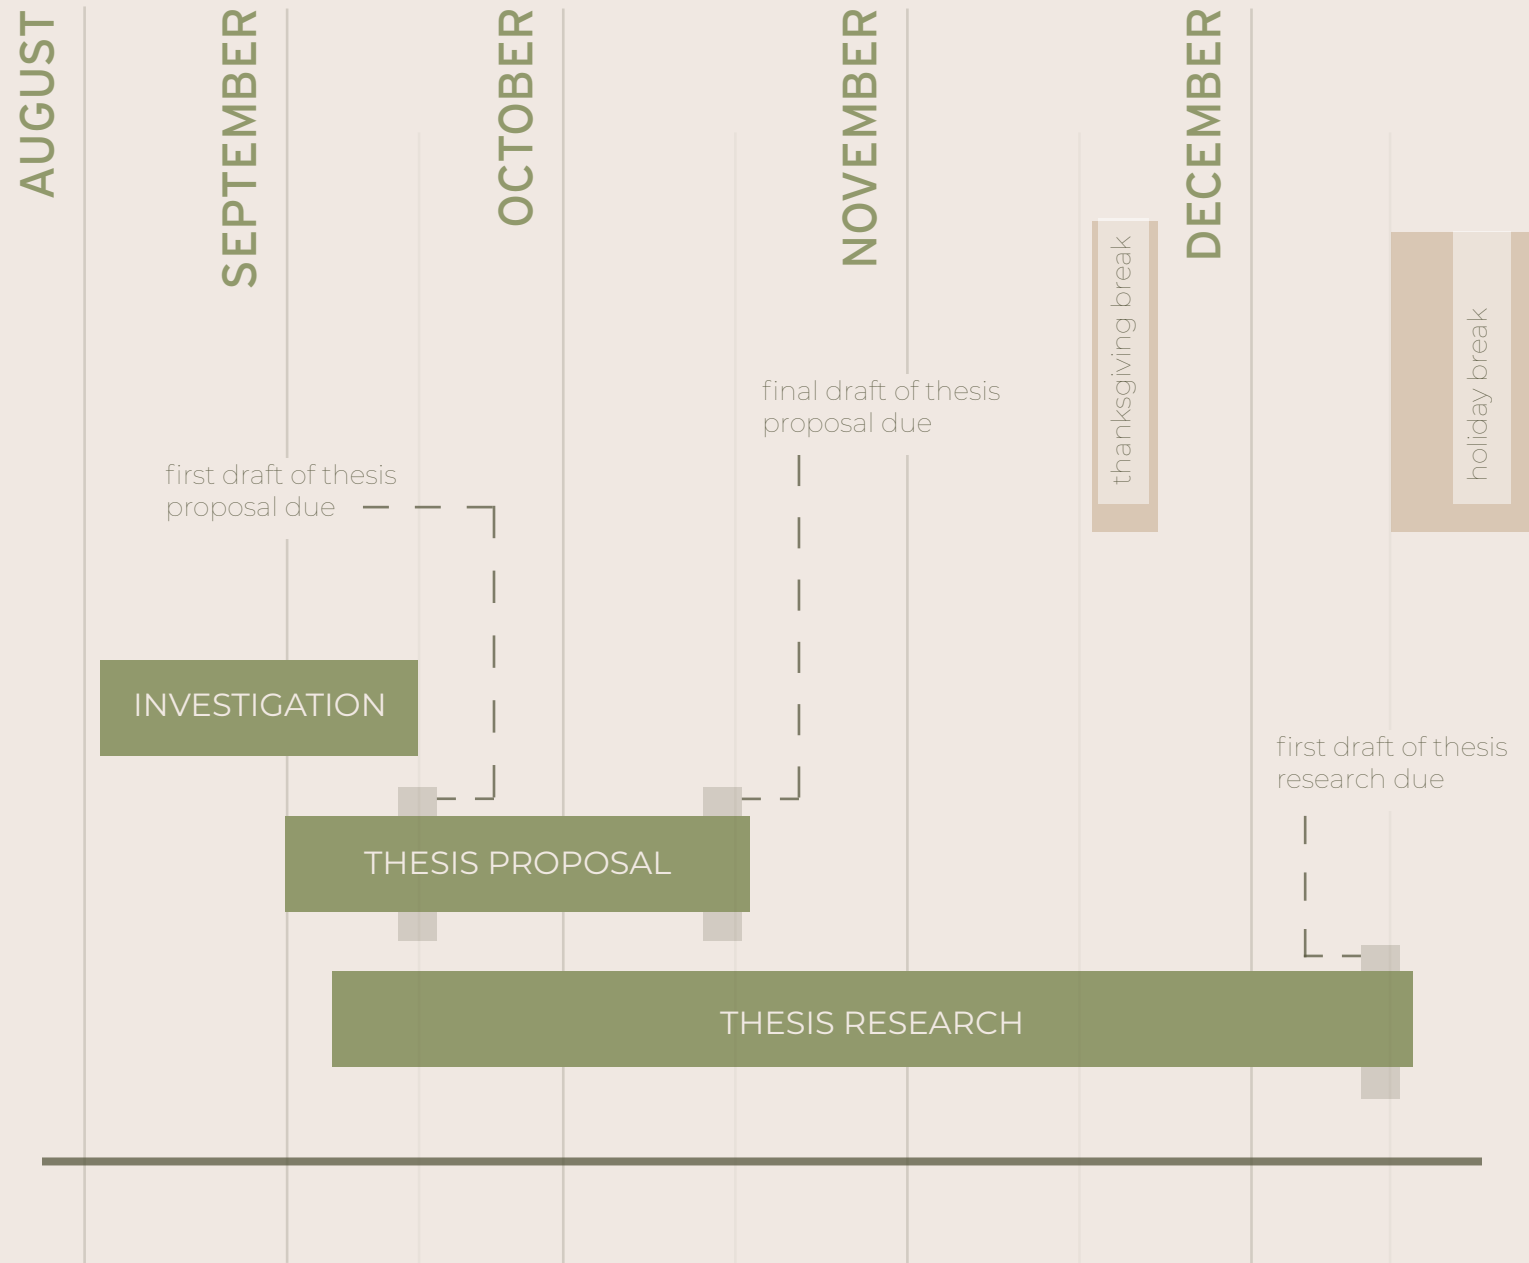 AUGUST
SEPTEMBER
OCTOBER
NOVEMBER
DECEMBER
thanksgiving break
holiday break
final draft of thesis
proposal due
first draft of thesis
proposal due
INVESTIGATION
first draft of thesis
research due
THESIS PROPOSAL
THESIS RESEARCH